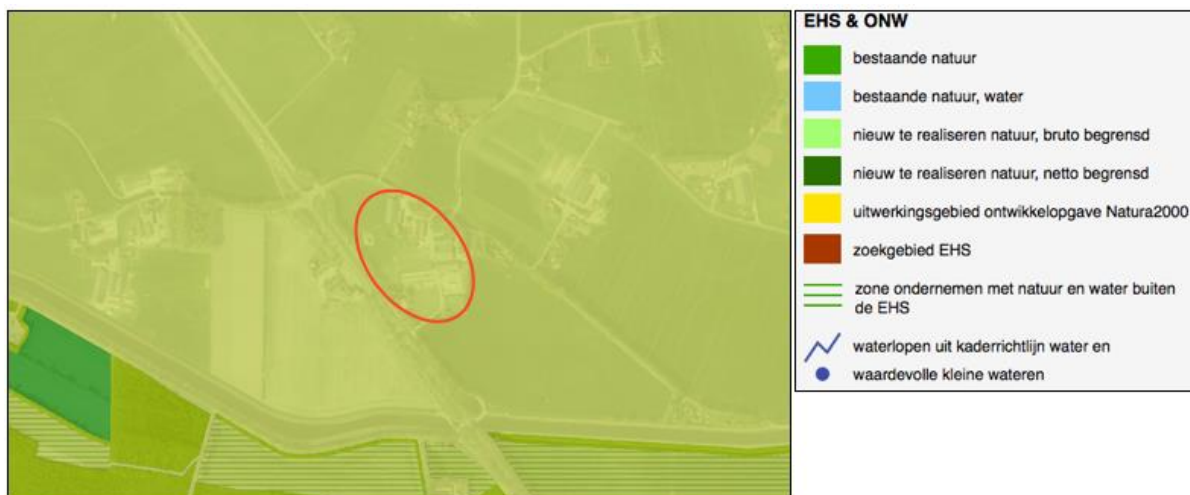 EHS & ONW
bestaande natuur
bestaande natuur, water
nieuw te realiseren natuur, bruto begrensd
nieuw te realiseren natuur, netto begrensd
uitwerkingsgebied ontwikkelopgave Natura2000
zoekgebied EHS
zone ondernemen met natuur en water buiten
de EHS
waterlopen uit kaderrichtlijn water en
waardevolle kleine wateren